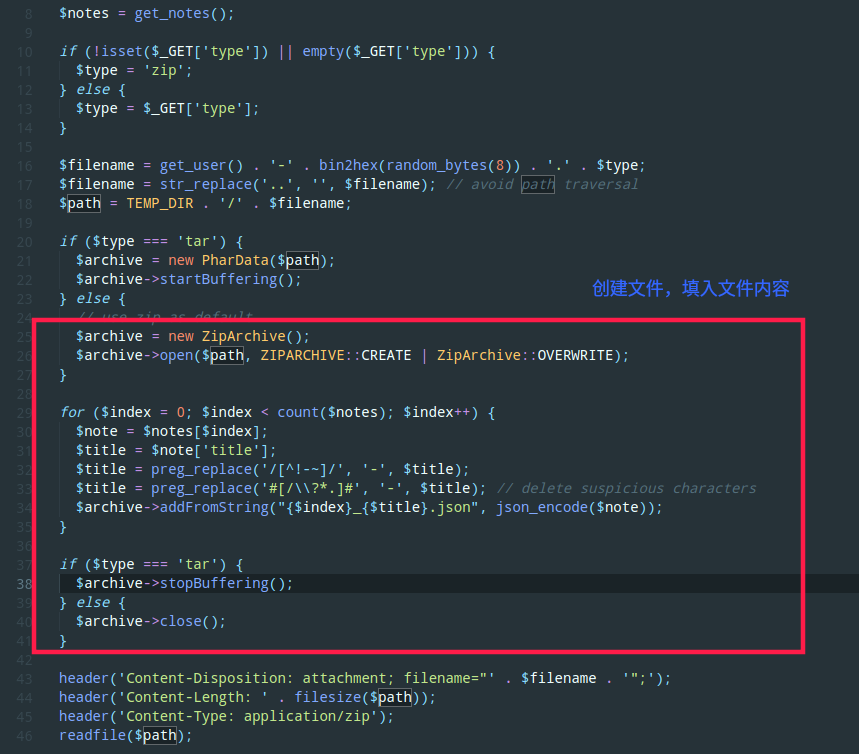 8 $notes = get_notes();
9
10 if (!isset($_GET['type']) || empty($_GET['type'])) {
11 $type = 'zip';
12 } else {
13 $type = $_GET['type'];
14 }
15
16 $filename = get_user() . '-' . bin2hex(random_bytes(8)) . '.' . $type;
17 $filename = str_replace('..', '', $filename); // avoid path traversal
18 $path = TEMP_DIR . '/' . $filename;
19
20 if ($type === 'tar') {
21 $archive = new PharData($path);
22 $archive->startBuffering();
创建文件，填入文件内容
23 } else {
24 // use zip as default
25 $archive = new ZipArchive();
26 $archive->open($path, ZIPARCHIVE::CREATE | ZipArchive::OVERWRITE);
27 }
28
29 for ($index = 0; $index < count($notes); $index++) {
30 $note = $notes[$index];
31 $title = $note['title'];
32 $title = preg_replace('/[^!-~]/', '-', $title);
33 $title = preg_replace('#[/\\?*.]#', '-', $title); // delete suspicious characters
34 $archive->addFromString("{$index}_{$title}.json", json_encode($note));
35 }
36
37 if ($type === 'tar') {
38 $archive->stopBuffering();
39 } else {
40 $archive->close();
41 }
42
43 header('Content-Disposition: attachment; filename="' . $filename . '";');
44 header('Content-Length: ' . filesize($path));
45 header('Content-Type: application/zip');
46 readfile($path);